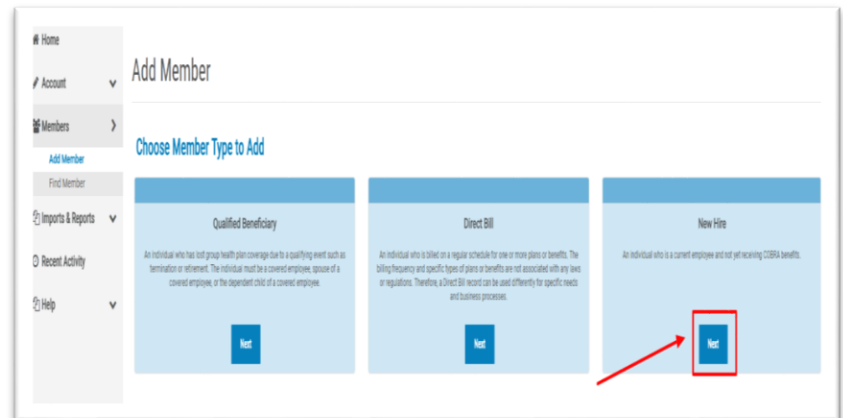 Home
Account
Members
Add Member
Find Member
Imports & Reports
Recent Activity
Help
Add Member
Choose Member Type to Add
Qualified Beneficiary
An individual who has lost group health plan coverage due to a qualifying event such as
termination or retirement. The individual must be a covered employee, spouse of a
covered employee, or the dependent child of a covered employee.
Next
Direct Bill
An individual who is billed on a regular schedule for one or more plans or benefits. The
billing frequency and specific types of plans or benefits are not associated with any laws
or regulations. Therefore, a Direct Bill record can be used differently for specific needs
and business processes.
Next
New Hire
An individual who is a current employee and not yet receiving COBRA benefits.
Next